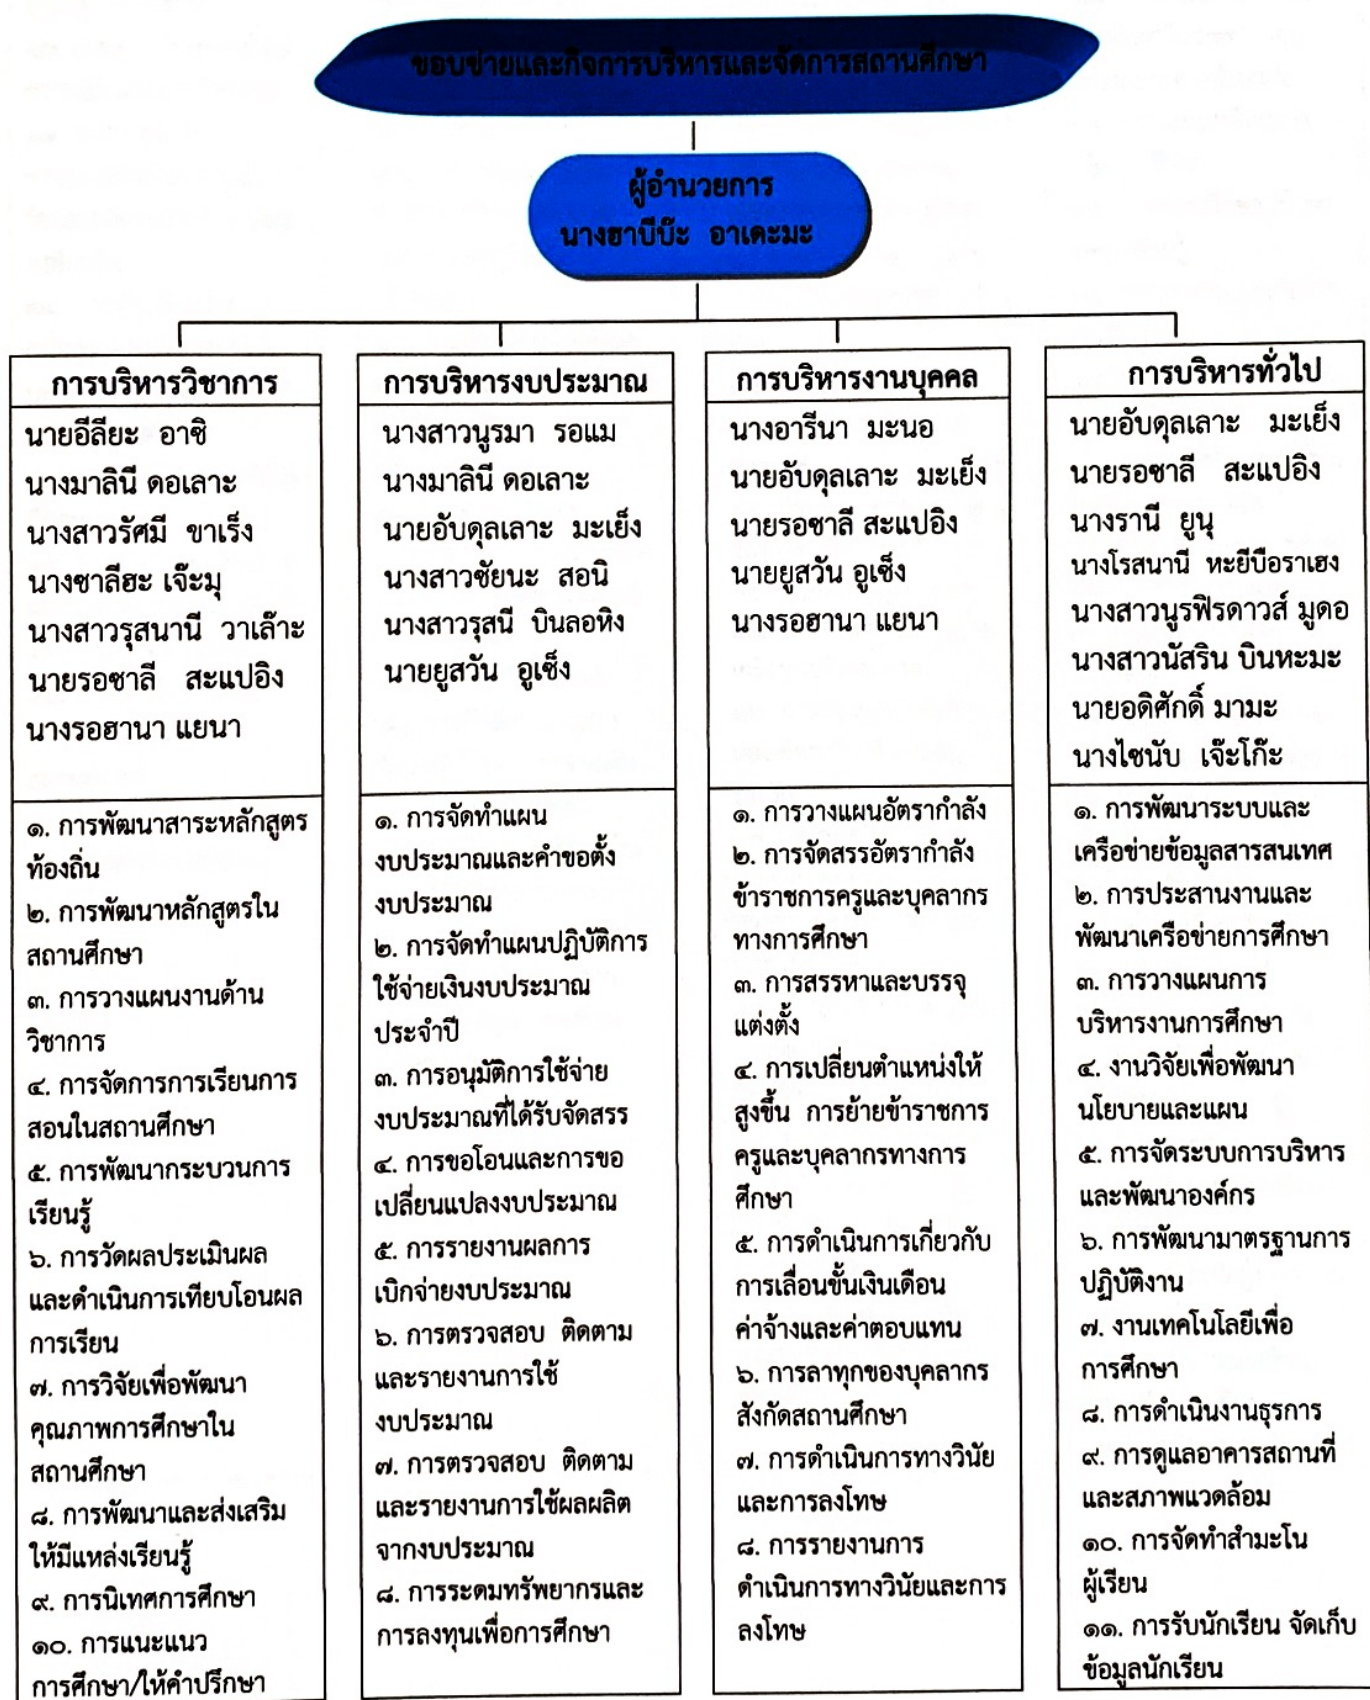 ขอบข่ายและกิจการบริหารและจัดการสถานศึกษา
ผู้อำนวยการ
นางฮาบีบ๊ะ อาเดะมะ
การบริหารวิชาการ
นายอีลียะ อาซิ
นางมาลินี ดอเลาะ
นางสาวรัศมี ขาเร็ง
นางซาลีฮะ เจ๊ะมุ
นางสาวรุสนานี วาเล๊าะ
นายรอซาลี สะแปอิง
นางรอฮานา แยนา
๑. การพัฒนาสาระหลักสูตร
ท้องถิ่น
๒. การพัฒนาหลักสูตรใน
สถานศึกษา
๓. การวางแผนงานด้าน
วิชาการ
๔. การจัดการการเรียนการ
สอนในสถานศึกษา
๕. การพัฒนากระบวนการ
เรียนรู้
๖. การวัดผลประเมินผล
และดำเนินการเทียบโอนผล
การเรียน
๗. การวิจัยเพื่อพัฒนา
คุณภาพการศึกษาใน
สถานศึกษา
๘. การพัฒนาและส่งเสริม
ให้มีแหล่งเรียนรู้
๙. การนิเทศการศึกษา
๑๐. การแนะแนว
การศึกษา/ให้คำปรึกษา
การบริหารงบประมาณ
นางสาวนูรมา รอแม
นางมาลินี ดอเลาะ
นายอับดุลเลาะ มะเย็ง
นางสาวซัยนะ สอนิ
นางสาวรุสนี บินลอหิง
นายยูสวัน อูเซ็ง
๑. การจัดทำแผน
งบประมาณและคำขอตั้ง
งบประมาณ
๒. การจัดทำแผนปฏิบัติการ
ใช้จ่ายเงินงบประมาณ
ประจำปี
๓. การอนุมัติการใช้จ่าย
งบประมาณที่ได้รับจัดสรร
๔. การขอโอนและการขอ
เปลี่ยนแปลงงบประมาณ
๕. การรายงานผลการ
เบิกจ่ายงบประมาณ
๖. การตรวจสอบ ติดตาม
และรายงานการใช้
งบประมาณ
๗. การตรวจสอบ ติดตาม
และรายงานการใช้ผลผลิต
จากงบประมาณ
๘. การระดมทรัพยากรและ
การลงทุนเพื่อการศึกษา
การบริหารงานบุคคล
นางอารีนา มะนอ
นายอับดุลเลาะ มะเย็ง
นายรอซาลี สะแปอิง
นายยูสวัน อูเซ็ง
นางรอฮานา แยนา
๑. การวางแผนอัตรากำลัง
๒. การจัดสรรอัตรากำลัง
ข้าราชการครูและบุคลากร
ทางการศึกษา
๓. การสรรหาและบรรจุ
แต่งตั้ง
๔. การเปลี่ยนตำแหน่งให้
สูงขึ้น การย้ายข้าราชการ
ครูและบุคลากรทางการ
ศึกษา
๕. การดำเนินการเกี่ยวกับ
การเลื่อนขั้นเงินเดือน
ค่าจ้างและค่าตอบแทน
๖. การลาทุกของบุคลากร
สังกัดสถานศึกษา
๗. การดำเนินการทางวินัย
และการลงโทษ
๘. การรายงานการ
ดำเนินการทางวินัยและการ
ลงโทษ
การบริหารทั่วไป
นายอับดุลเลาะ มะเย็ง
นายรอซาลี สะแปอิง
นางรานี ยูนุ
นางโรสนานี หะยีบือราเฮง
นางสาวนูรฟิรดาวส์ มูดอ
นางสาวนัสริน บินหะมะ
นายอดิศักดิ์ มามะ
นางไซนับ เจ๊ะโก๊ะ
๑. การพัฒนาระบบและ
เครือข่ายข้อมูลสารสนเทศ
๒. การประสานงานและ
พัฒนาเครือข่ายการศึกษา
๓. การวางแผนการ
บริหารงานการศึกษา
๔. งานวิจัยเพื่อพัฒนา
นโยบายและแผน
๕. การจัดระบบการบริหาร
และพัฒนาองค์กร
๖. การพัฒนามาตรฐานการ
ปฏิบัติงาน
๗. งานเทคโนโลยีเพื่อ
การศึกษา
๘. การดำเนินงานธุรการ
๙. การดูแลอาคารสถานที่
และสภาพแวดล้อม
๑๐. การจัดทำสำมะโน
ผู้เรียน
๑๑. การรับนักเรียน จัดเก็บ
ข้อมูลนักเรียน